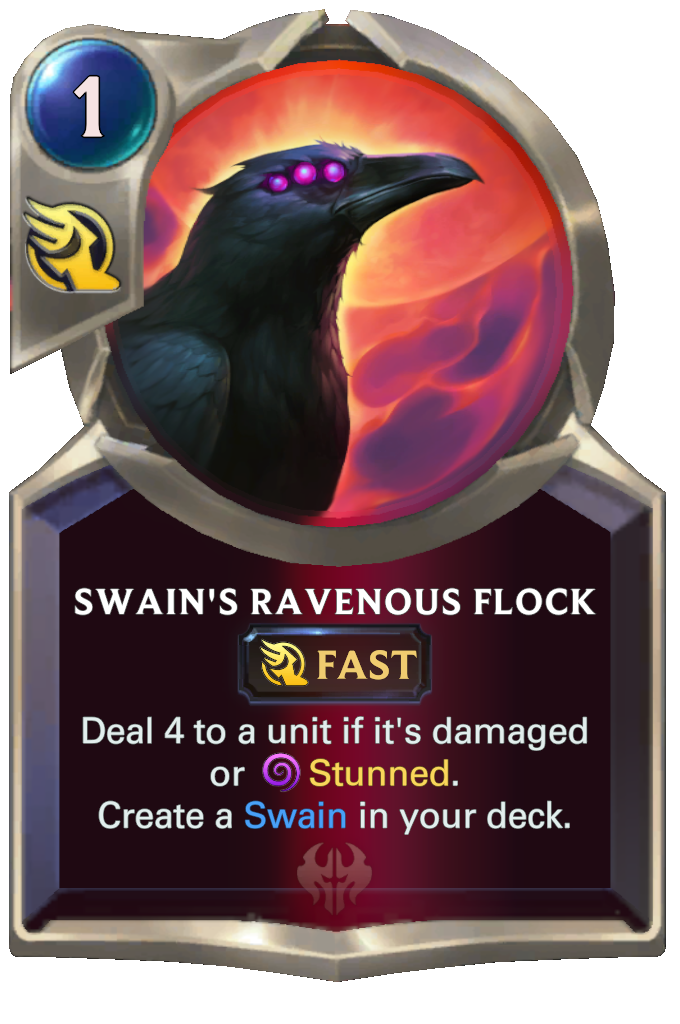 1
SWAIN'S RAVENOUS FLOCK
FAST
Deal 4 to a unit if it's damaged
or Stunned.
Create a Swain in your deck.